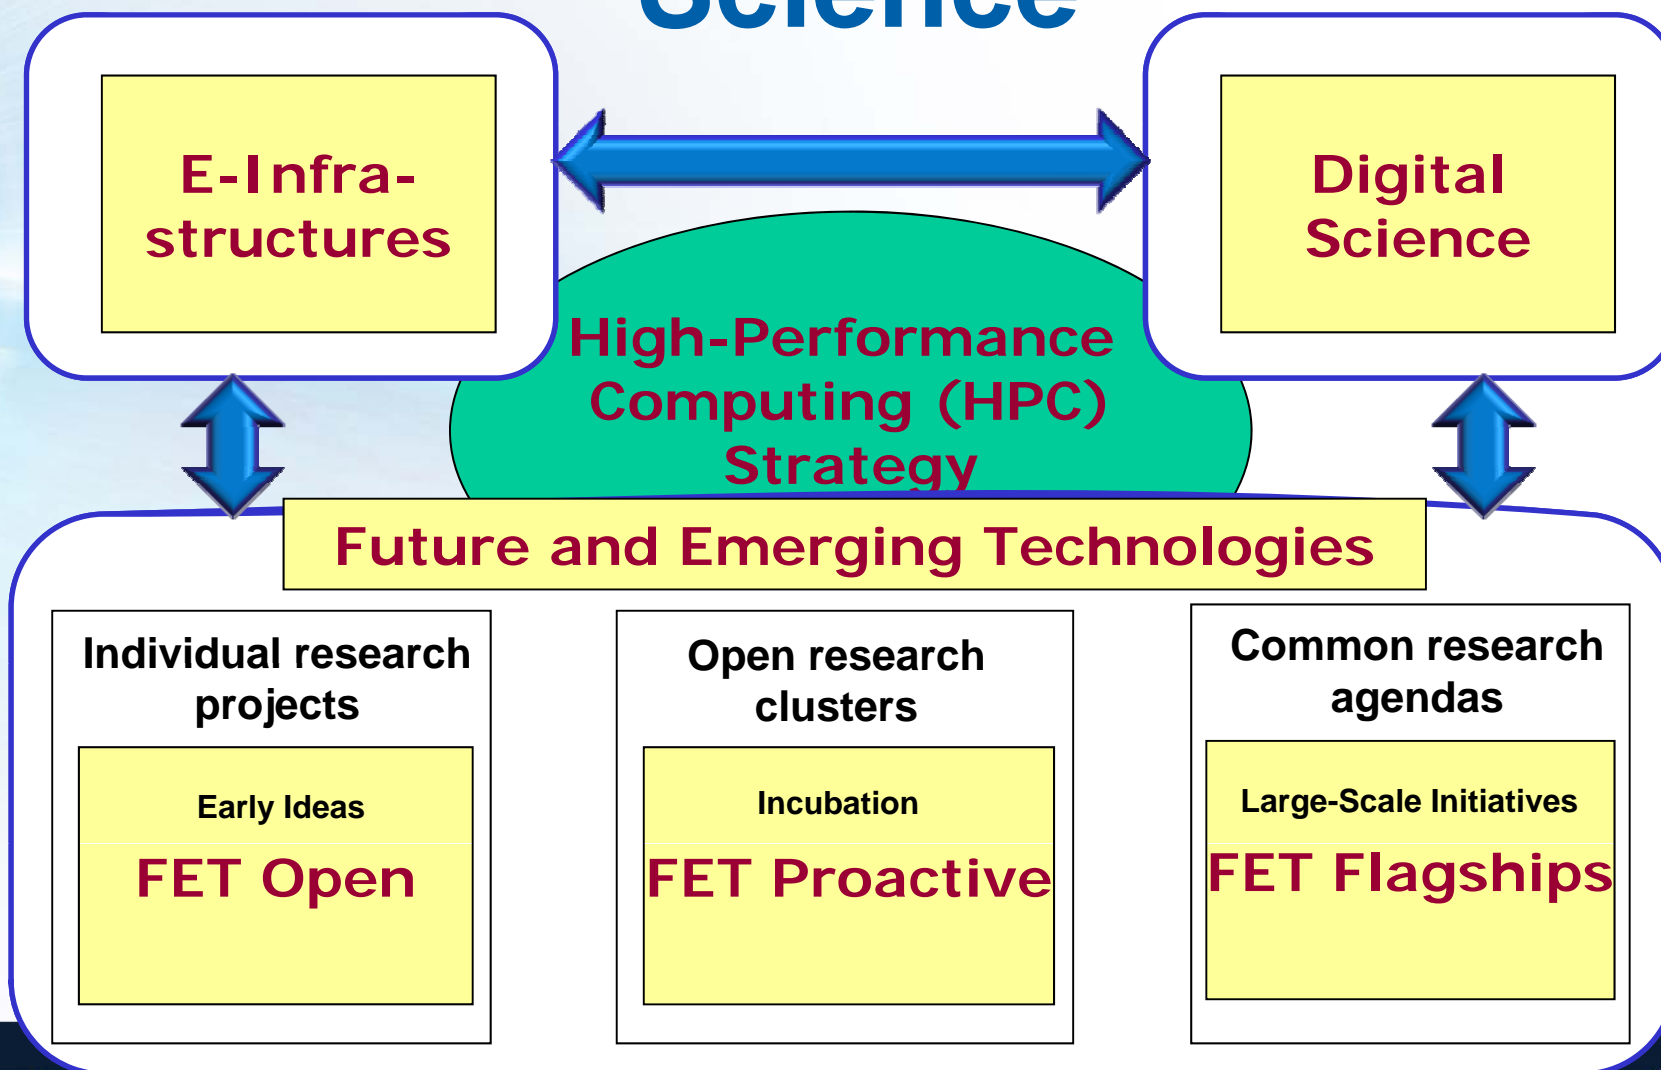 Science
E-Infra-
structures
Digital
Science
High-Performance
Computing (HPC)
Strategy
Future and Emerging Technologies
Individual research
projects
Early Ideas
FET Open
Open research
clusters
Incubation
FET Proactive
Common research
agendas
Large-Scale Initiatives
FET Flagships